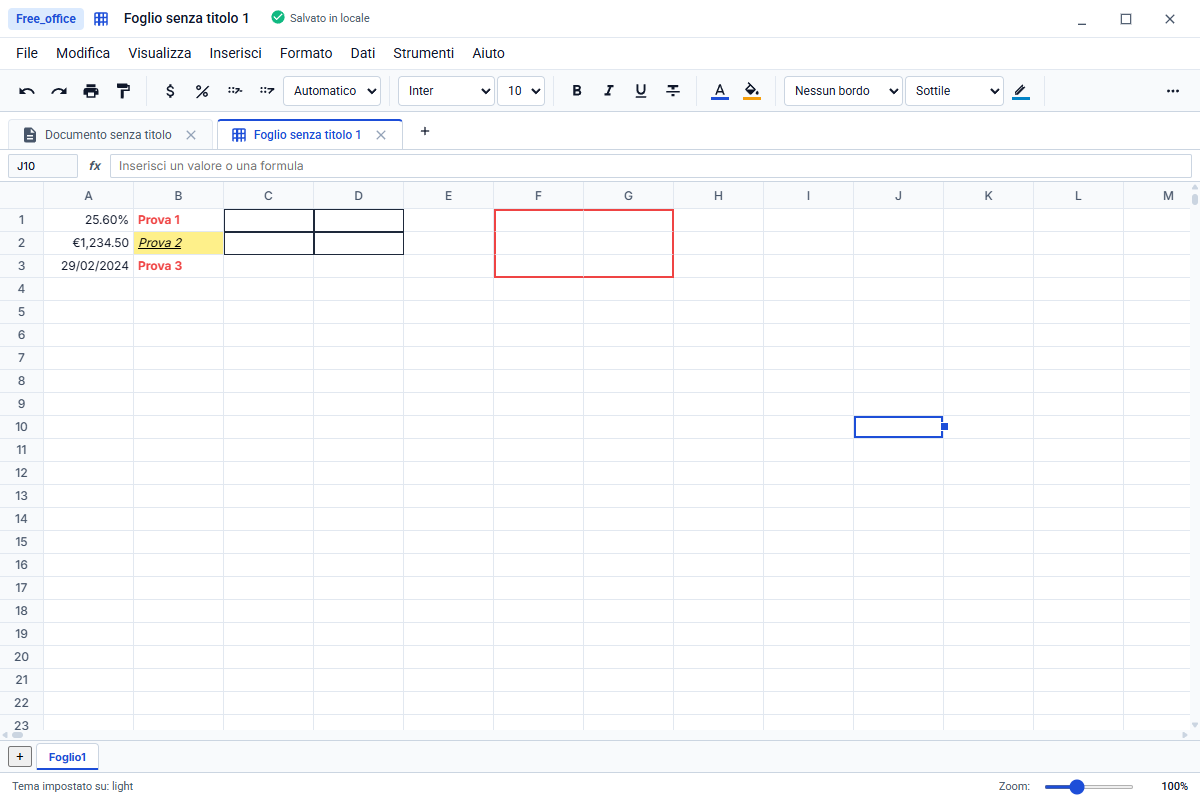 Free_office Foglio senza titolo 1 Salvato in locale
File Modifica Visualizza Inserisci Formato Dati Strumenti Aiuto
$ % Automatico Inter 10 B I U A Nessun bordo Sottile
Documento senza titolo Foglio senza titolo 1 +
J10 fx Inserisci un valore o una formula
A B C D E F G H I J K L M
1 25.60% Prova 1
2 €1,234.50 Prova 2
3 29/02/2024 Prova 3
4
5
6
7
8
9
10
11
12
13
14
15
16
17
18
19
20
21
22
23
+ Foglio1
Tema impostato su: light Zoom: 100%